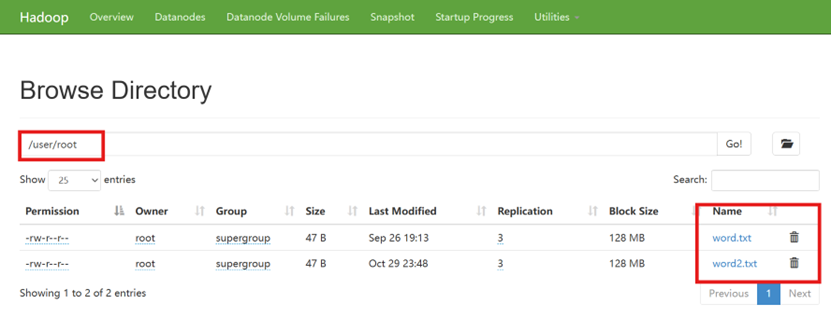 Hadoop Overview Datanodes Datanode Volume Failures Snapshot Startup Progress Utilities
Browse Directory
/user/root Go!
Show 25 entries Search:
Permission Owner Group Size Last Modified Replication Block Size Name
-rw-r--r-- root supergroup 47 B Sep 26 19:13 3 128 MB word.txt
-rw-r--r-- root supergroup 47 B Oct 29 23:48 3 128 MB word2.txt
Showing 1 to 2 of 2 entries Previous 1 Next